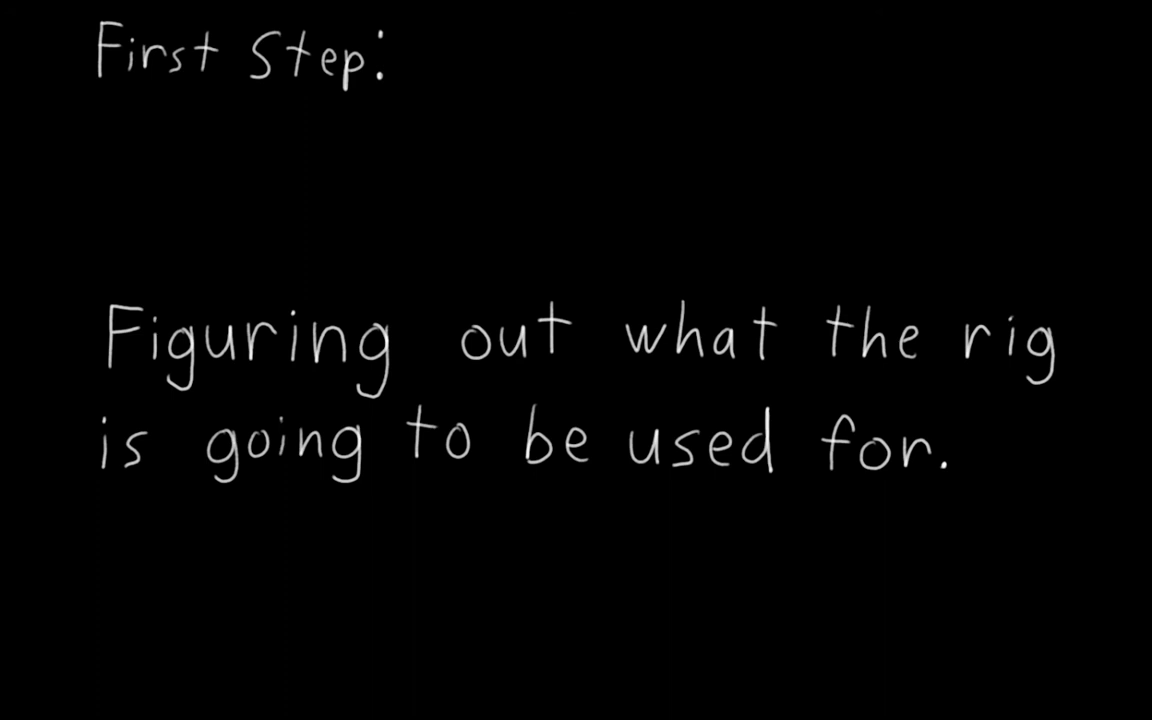 First Step:
Figuring out what the rig
is going to be used for.